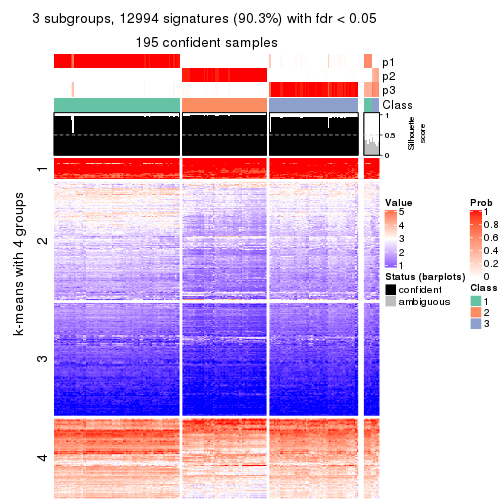 3 subgroups, 12994 signatures (90.3%) with fdr < 0.05
195 confident samples
p1
p2
p3
Class
1
0.5
0
Silhouette
score
k-means with 4 groups
1
2
3
4
Value
5
4
3
2
1
Status (barplots)
confident
ambiguous
Prob
1
0.8
0.6
0.4
0.2
0
Class
1
2
3